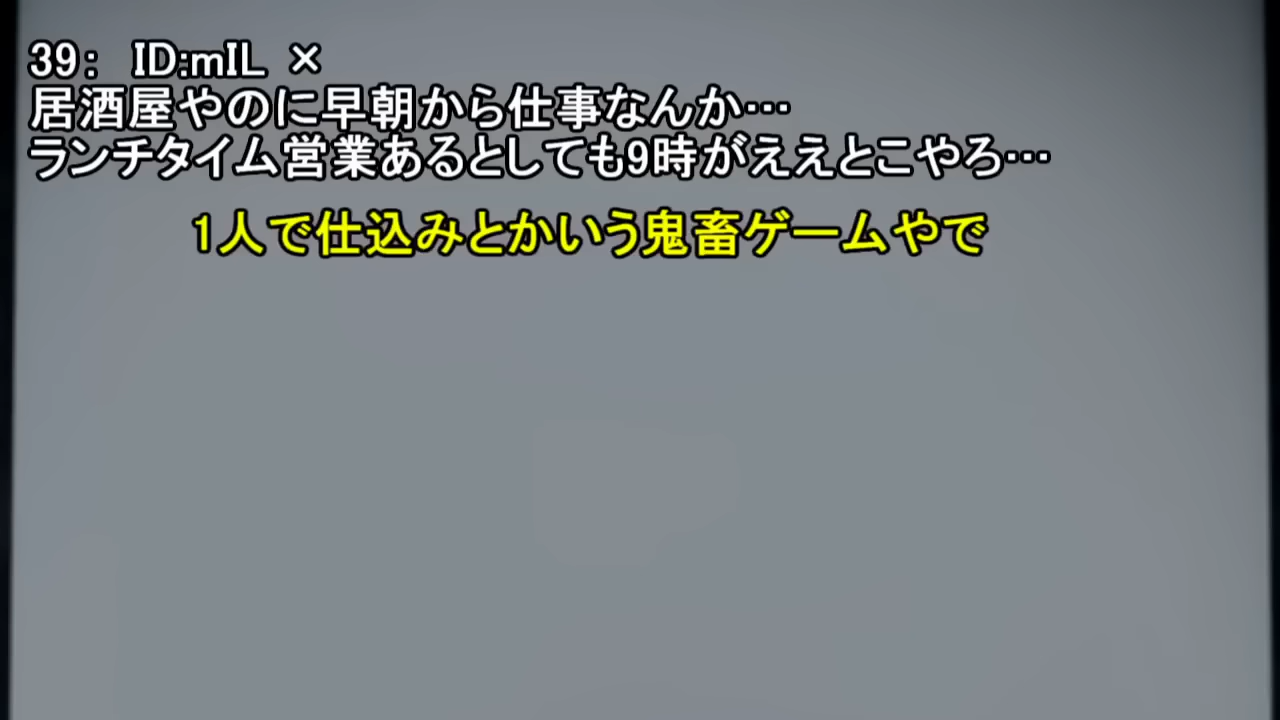 39： ID:mIL ×
居酒屋やのに早朝から仕事なんか…
ランチタイム営業あるとしても9時がええとこやろ…
1人で仕込みとかいう鬼畜ゲームやで